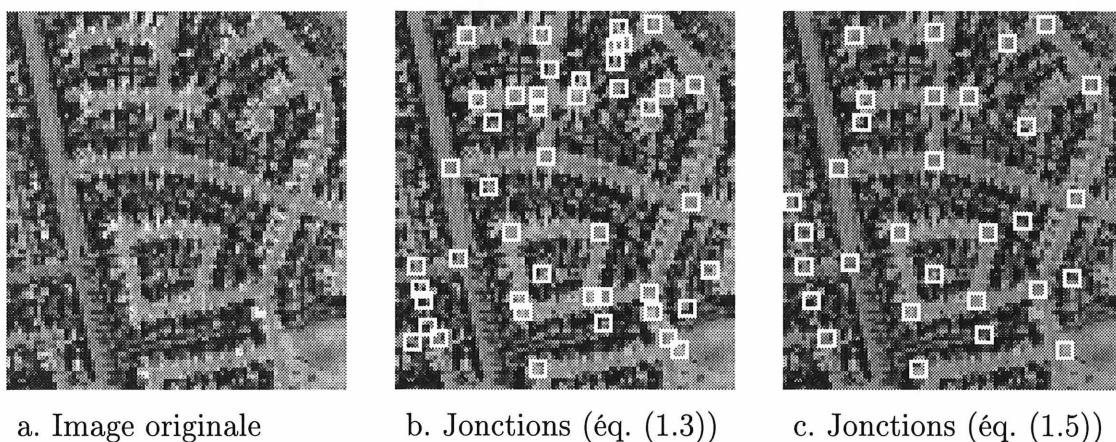 a. Image originale
b. Jonctions (éq. (1.3))
c. Jonctions (éq. (1.5))